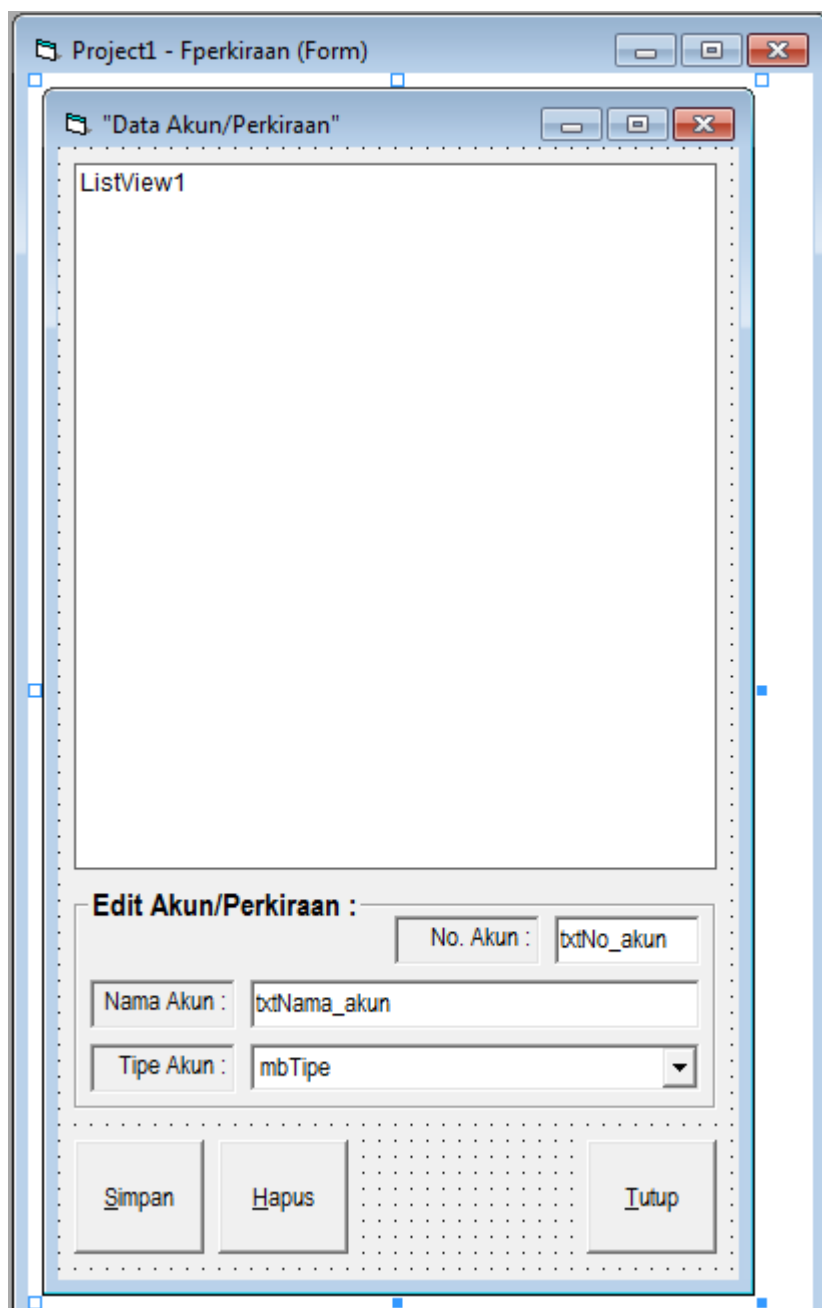 Project1 - Fperkiraan (Form)
"Data Akun/Perkiraan"
ListView1
Edit Akun/Perkiraan :
No. Akun : txtNo_akun
Nama Akun : txtNama_akun
Tipe Akun : mbTipe
Simpan Hapus Tutup